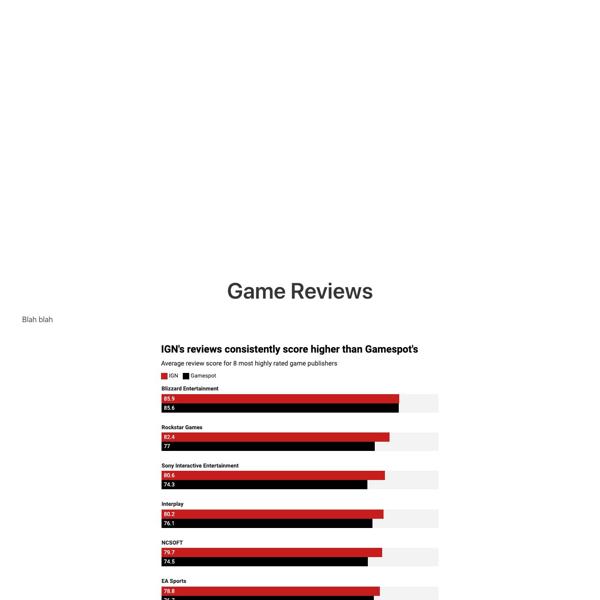 Game Reviews
Blah blah
IGN's reviews consistently score higher than Gamespot's
Average review score for 8 most highly rated game publishers
IGN Gamespot
Blizzard Entertainment
85.9
85.6
Rockstar Games
82.4
77
Sony Interactive Entertainment
80.6
74.3
Interplay
80.2
76.1
NCSOFT
79.7
74.5
EA Sports
78.8